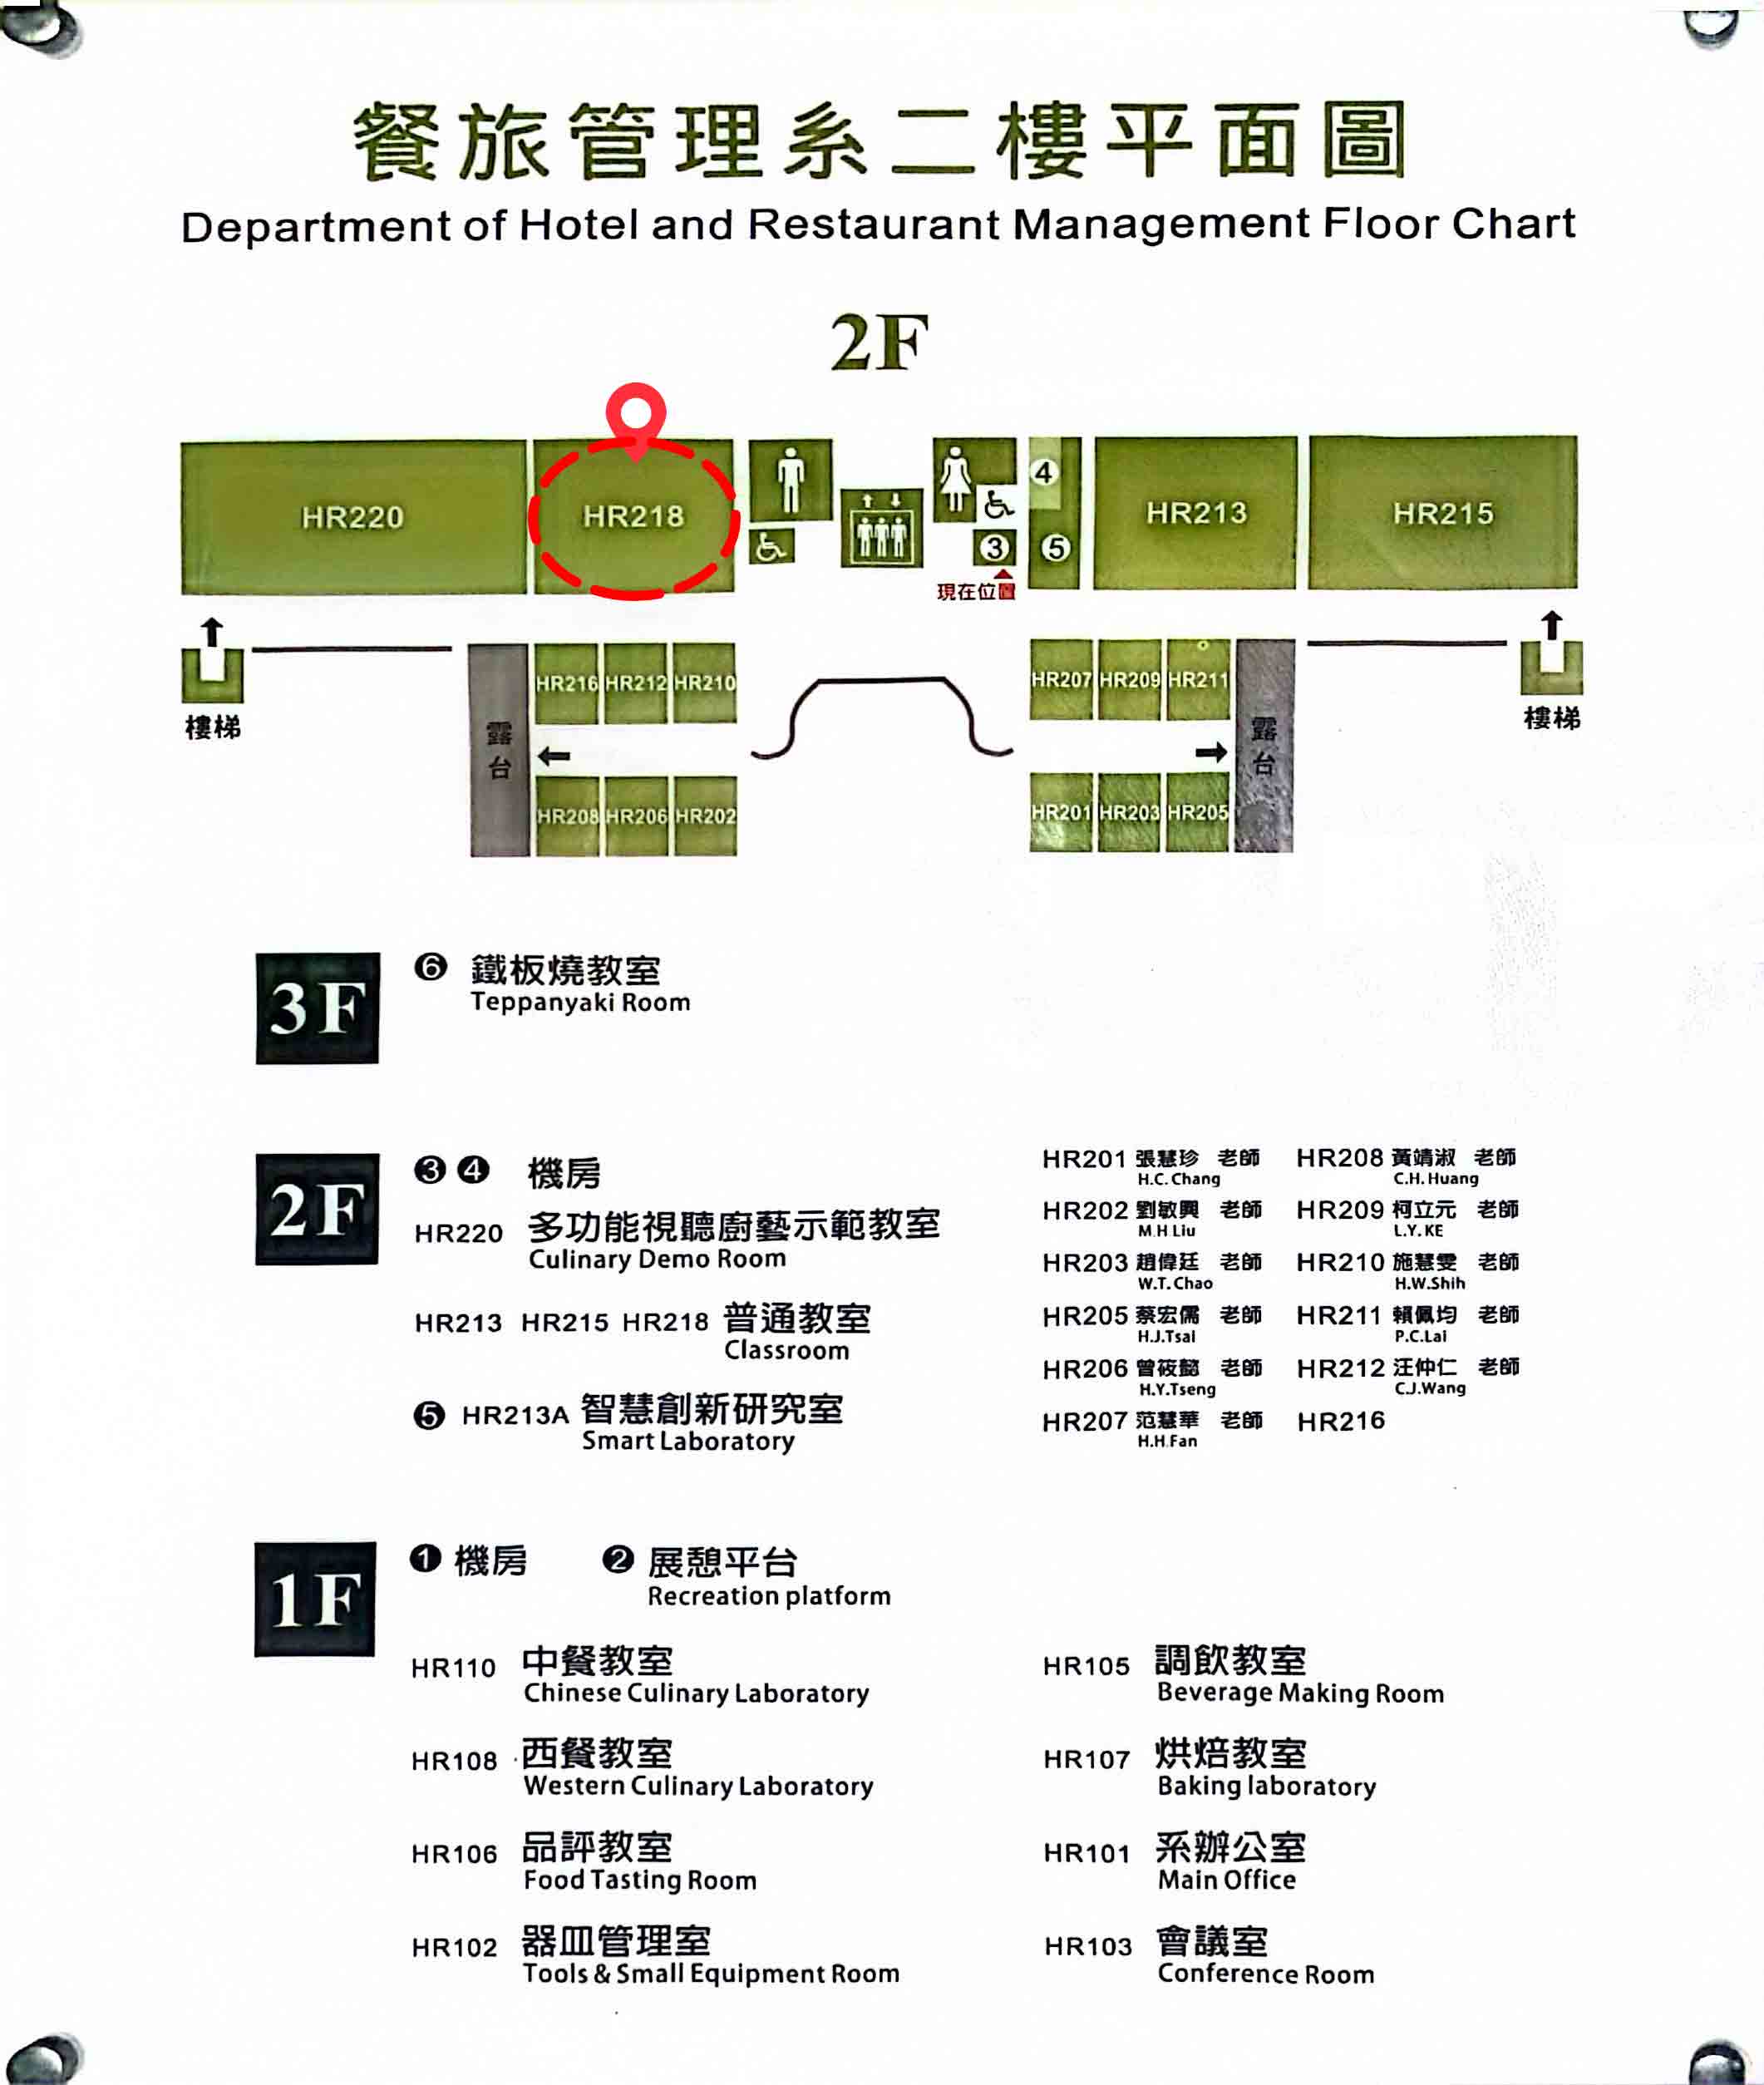 餐旅管理系二樓平面圖
Department of Hotel and Restaurant Management Floor Chart
2F
HR220 HR218 HR213 HR215
4
3 5
現在位置
HR216 HR212 HR210 HR207 HR209 HR211
樓梯 露台 露台 樓梯
HR208 HR206 HR202 HR201 HR203 HR205
3F
6 鐵板燒教室
Teppanyaki Room
2F
3 4 機房
HR220 多功能視聽廚藝示範教室
Culinary Demo Room
HR213 HR215 HR218 普通教室
Classroom
5 HR213A 智慧創新研究室
Smart Laboratory
HR201 張慧珍 老師 HR208 黃靖淑 老師
H.C.Chang C.H.Huang
HR202 劉敏興 老師 HR209 柯立元 老師
M.H Liu L.Y.KE
HR203 趙偉廷 老師 HR210 施慧雯 老師
W.T.Chao H.W.Shih
HR205 蔡宏儒 老師 HR211 賴佩均 老師
H.J.Tsai P.C.Lai
HR206 曾筱懿 老師 HR212 汪仲仁 老師
H.Y.Tseng C.J.Wang
HR207 范慧華 老師 HR216
H.H.Fan
1F
1 機房 2 展憩平台
Recreation platform
HR110 中餐教室 HR105 調飲教室
Chinese Culinary Laboratory Beverage Making Room
HR108 西餐教室 HR107 烘焙教室
Western Culinary Laboratory Baking laboratory
HR106 品評教室 HR101 系辦公室
Food Tasting Room Main Office
HR102 器皿管理室 HR103 會議室
Tools & Small Equipment Room Conference Room